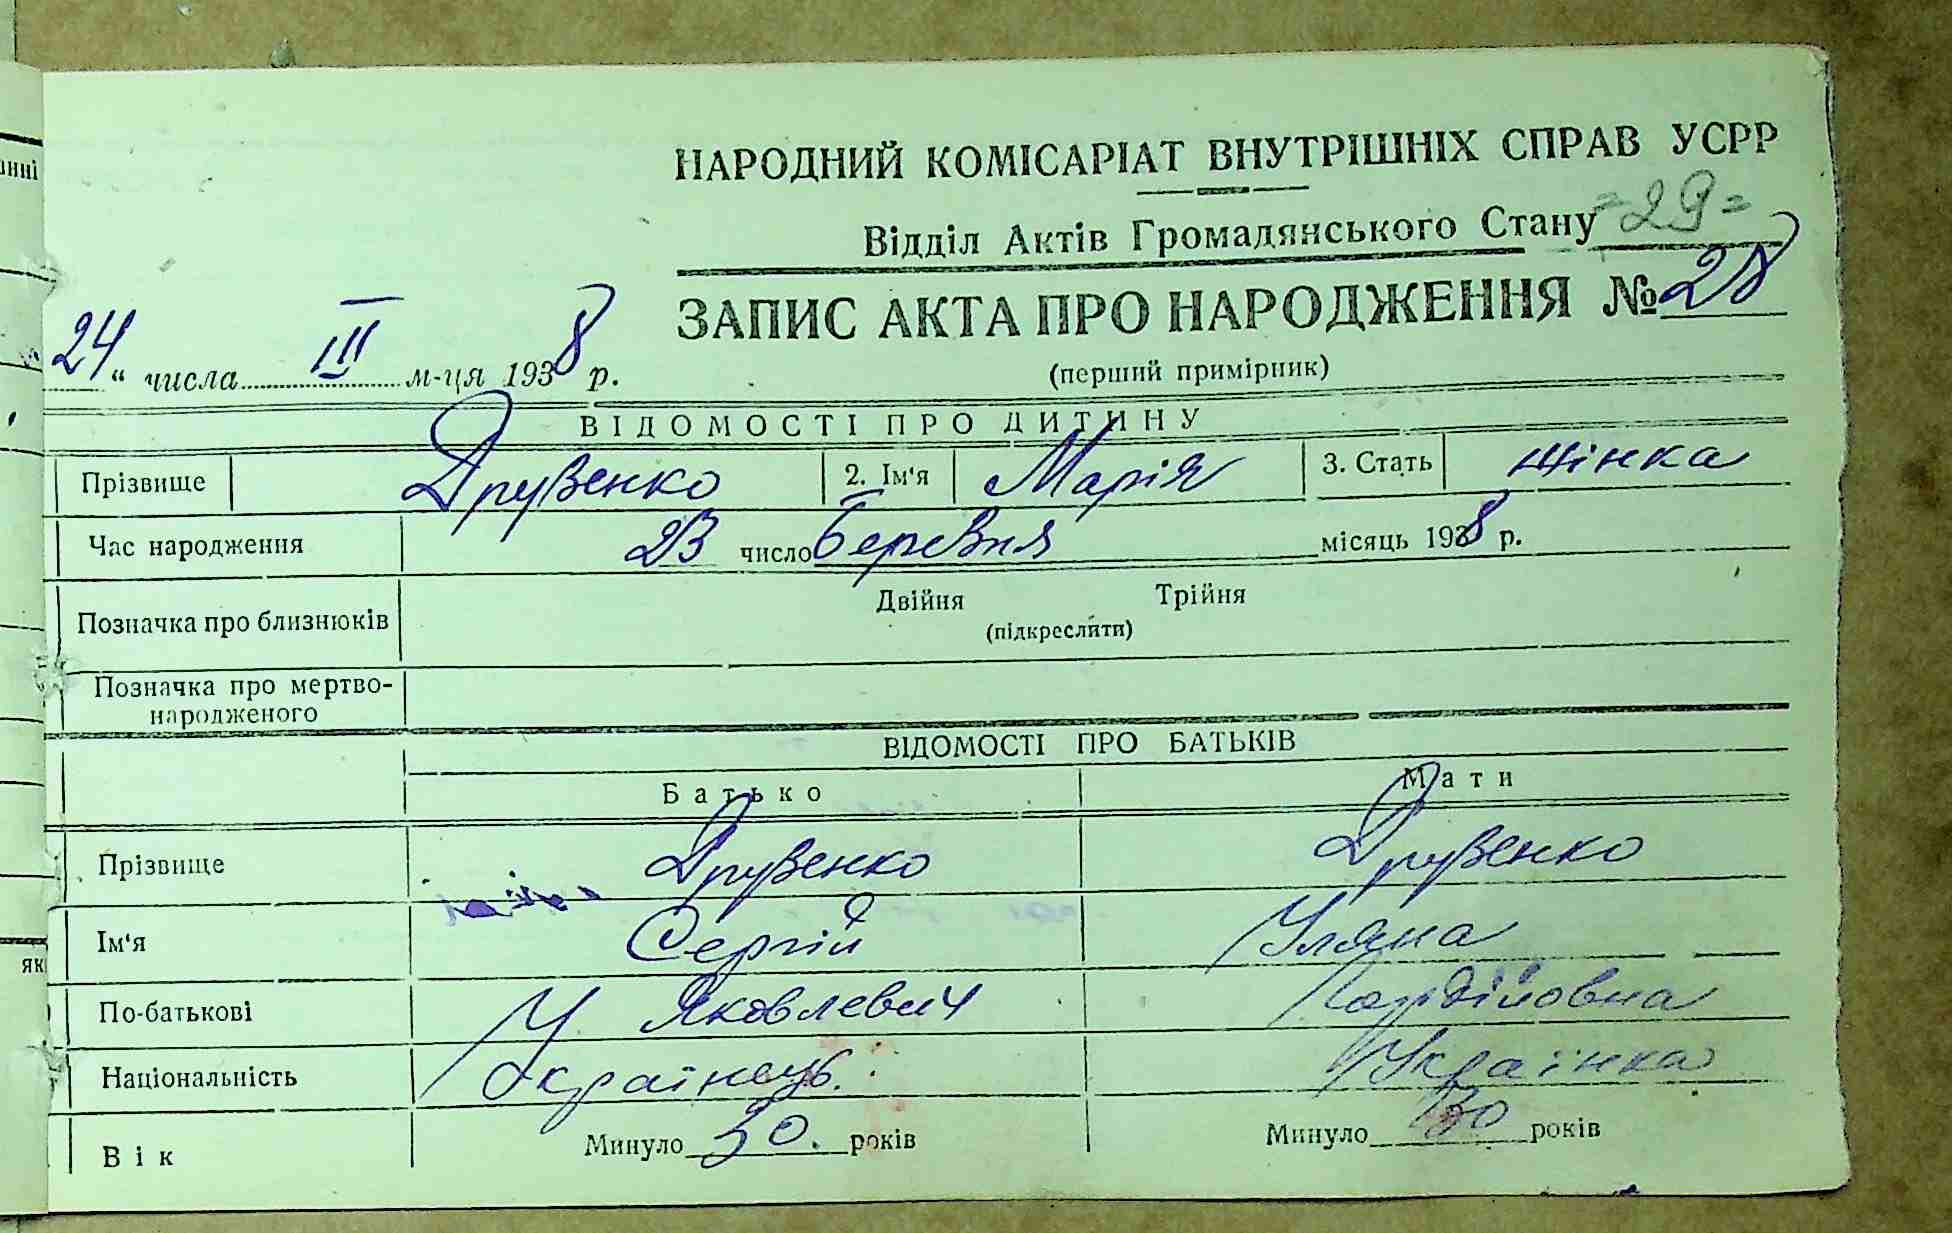 НАРОДНИЙ КОМІСАРІАТ ВНУТРІШНІХ СПРАВ УСРР
Відділ Актів Громадянського Стану =29=
ЗАПИС АКТА ПРО НАРОДЖЕННЯ № 28
24 " числа III м-ця 1938 р.
(перший примірник)
ВІДОМОСТІ ПРО ДИТИНУ
Прізвище Друзенко 2. Ім'я Марія 3. Стать жінка
Час народження 23 число березня місяць 1938 р.
Позначка про близнюків Двійня Трійня
(підкреслити)
Позначка про мертво-
народженого
ВІДОМОСТІ ПРО БАТЬКІВ
Батько Мати
Прізвище Друзенко Друзенко
Ім'я Сергій Уляна
По-батькові Яковлевич
Національність Українець Українка
Вік Минуло 30. років Минуло 30 років
як